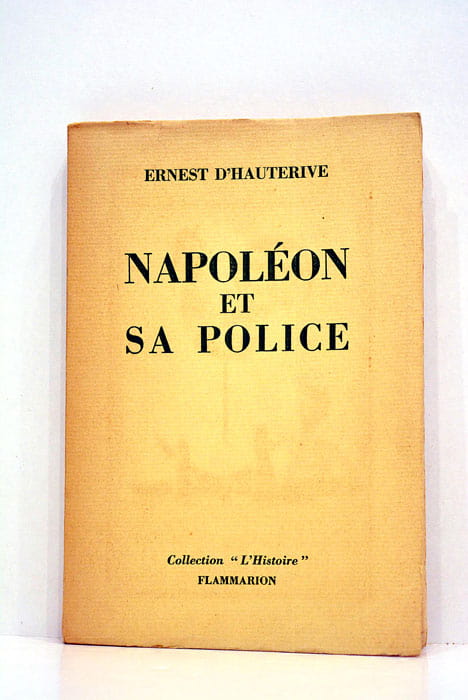 ERNEST D'HAUTERIVE
NAPOLÉON
ET
SA POLICE
Collection "L'Histoire"
FLAMMARION